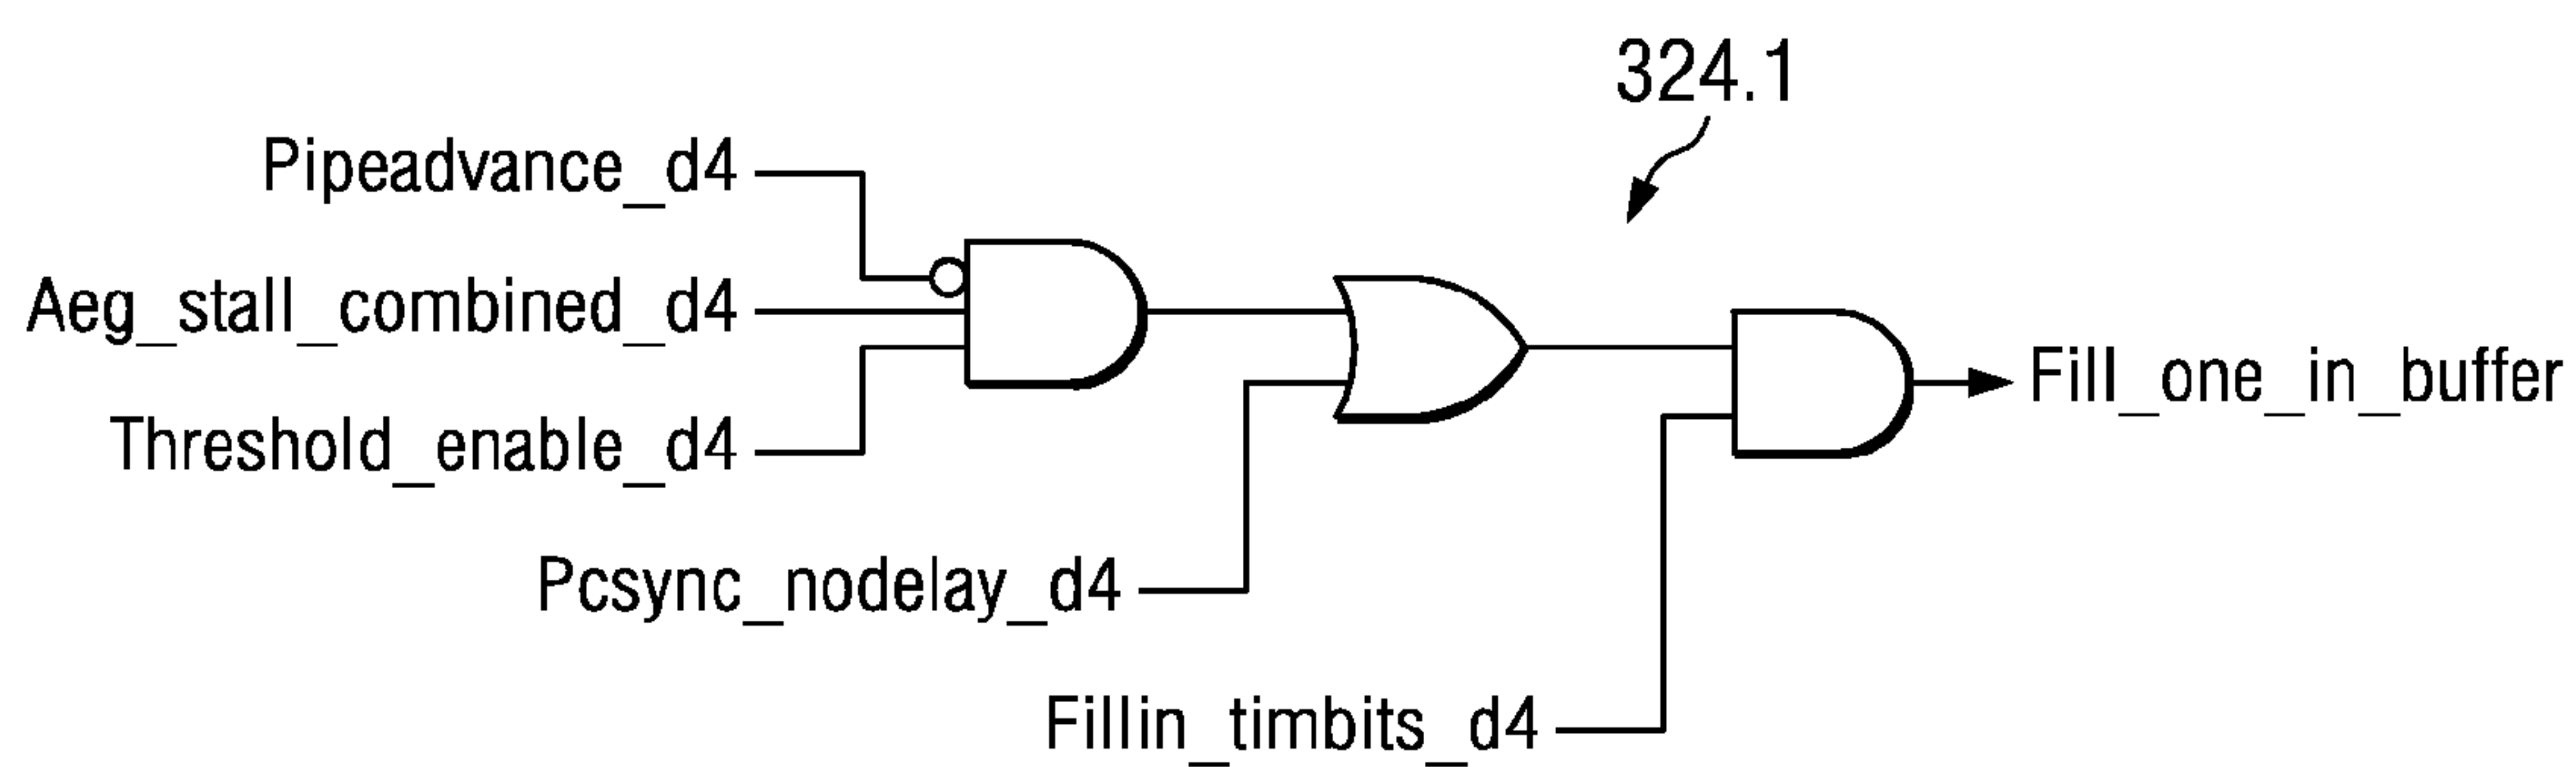 324.1
Pipeadvance_d4
Aeg_stall_combined_d4
Threshold_enable_d4
Fill_one_in_buffer
Pcsync_nodelay_d4
Fillin_timbits_d4